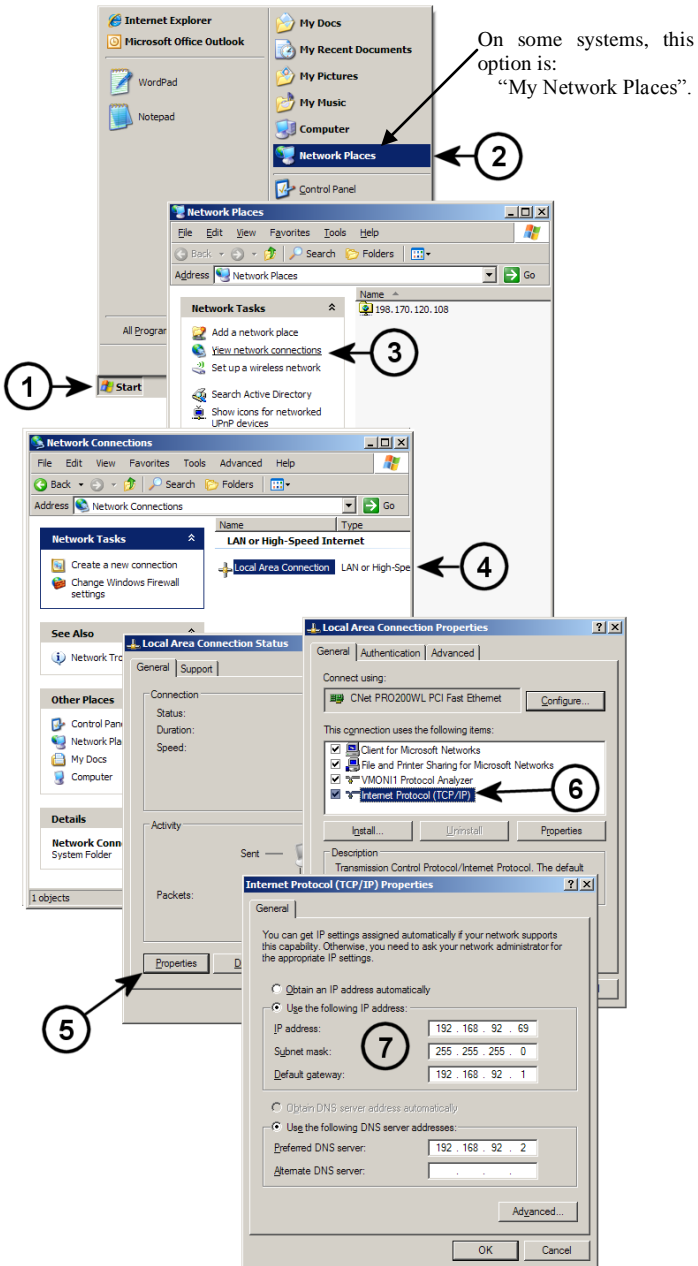 Internet Explorer
Microsoft Office Outlook
WordPad
Notepad
All Progra
Start
My Docs
My Recent Documents
My Pictures
My Music
Computer
Network Places
Control Panel
On some systems, this
option is:
“My Network Places”.
1
2
Network Places
File Edit View Favorites Tools Help
Back Search Folders
Address Network Places Go
Network Tasks
Add a network place
View network connections
Set up a wireless network
Search Active Directory
Show icons for networked
UPnP devices
Name
198.170.120.108
3
Network Connections
File Edit View Favorites Tools Advanced Help
Back Search Folders
Address Network Connections Go
Network Tasks
Create a new connection
Change Windows Firewall
settings
See Also
Network Tro
Other Places
Control Pan
Network Pla
My Docs
Computer
Details
Network Conn
System Folder
1 objects
Name Type
LAN or High-Speed Internet
Local Area Connection LAN or High-Spe
4
Local Area Connection Status
General Support
Connection
Status:
Duration:
Speed:
Activity
Sent
Packets:
Properties D
5
Local Area Connection Properties
General Authentication Advanced
Connect using:
CNet PRO200WL PCI Fast Ethernet Configure...
This connection uses the following items:
Client for Microsoft Networks
File and Printer Sharing for Microsoft Networks
VMONI1 Protocol Analyzer
Internet Protocol (TCP/IP)
6
Install... Uninstall Properties
Description
Transmission Control Protocol/Internet Protocol. The default
Internet Protocol (TCP/IP) Properties
General
You can get IP settings assigned automatically if your network supports
this capability. Otherwise, you need to ask your network administrator for
the appropriate IP settings.
Obtain an IP address automatically
Use the following IP address:
IP address: 192 . 168 . 92 . 69
Subnet mask: 255 . 255 . 255 . 0
Default gateway: 192 . 168 . 92 . 1
7
Obtain DNS server address automatically
Use the following DNS server addresses:
Preferred DNS server: 192 . 168 . 92 . 2
Alternate DNS server: . . .
Advanced...
OK Cancel